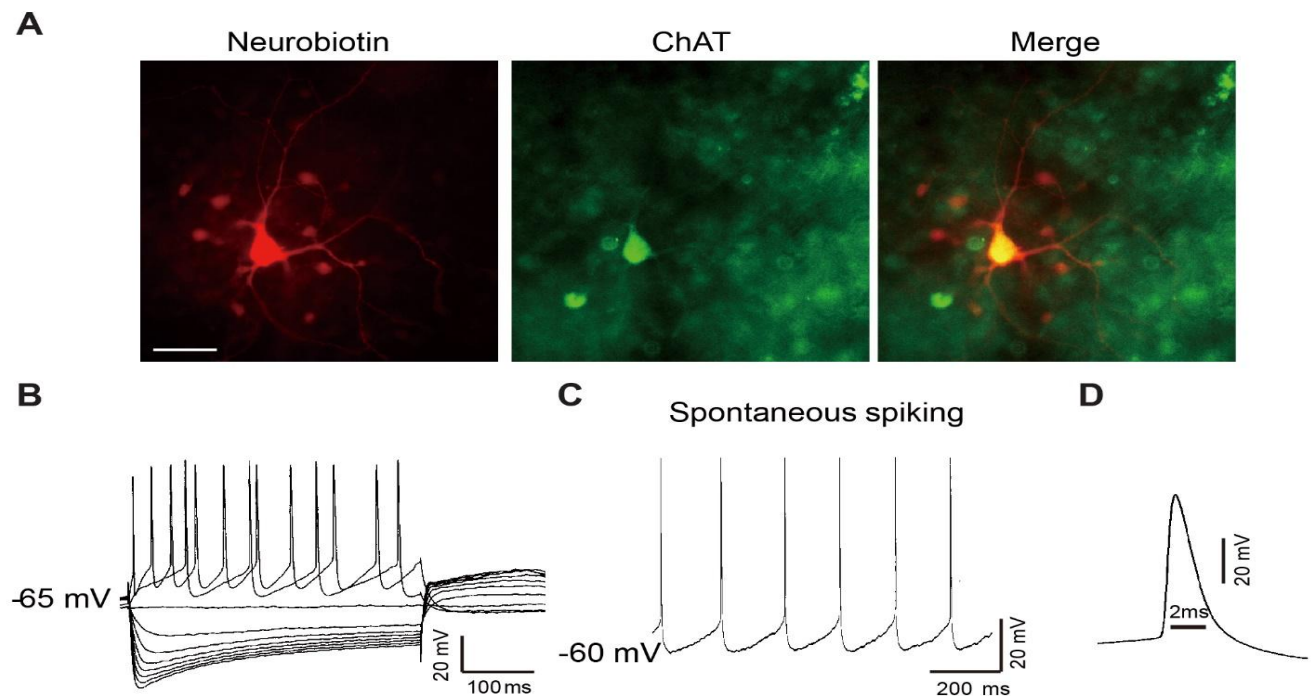 A
Neurobiotin
ChAT
Merge
B
C
D
Spontaneous spiking
-65 mV
20 mV
100 ms
-60 mV
20 mV
200 ms
20 mV
2ms